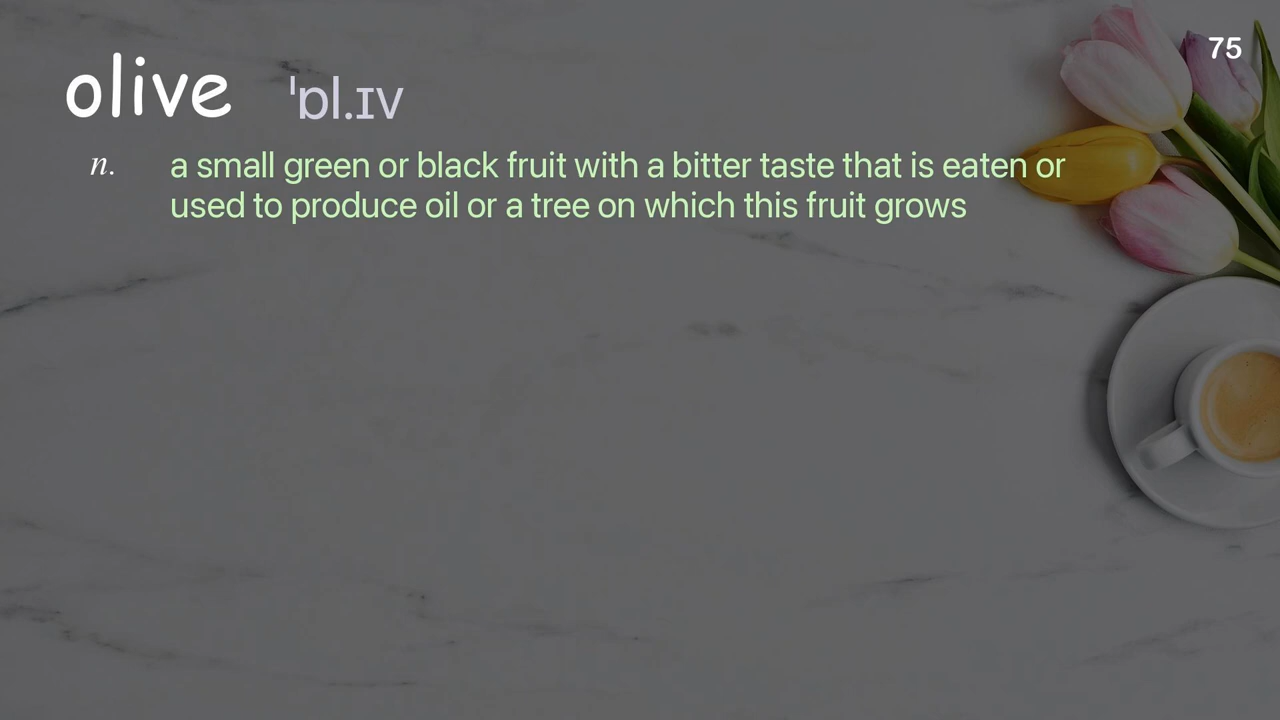 75
olive ˈɒl.ɪv
n. a small green or black fruit with a bitter taste that is eaten or
used to produce oil or a tree on which this fruit grows